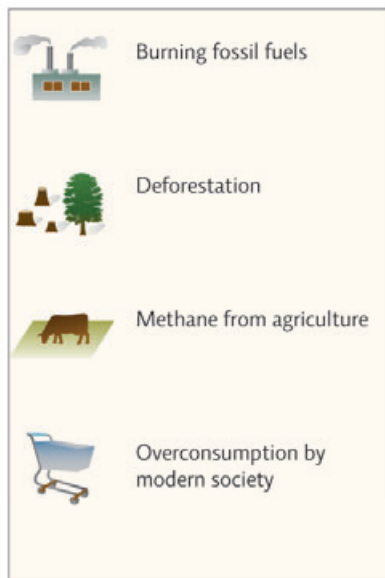 Burning fossil fuels
Deforestation
Methane from agriculture
Overconsumption by
modern society